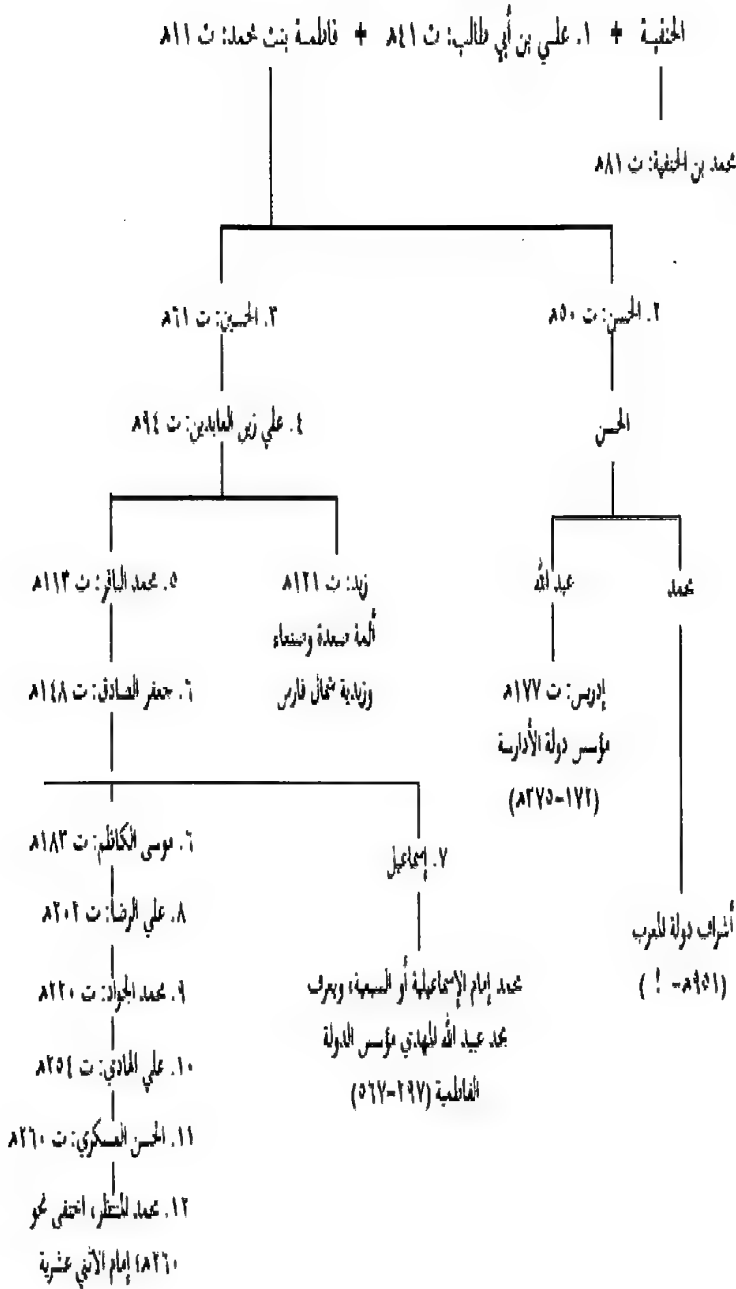 الحنفية + ١. علي بن أبي طالب: ت ٤١هـ + فاطمة بنت محمد: ت ١١هـ
محمد بن الحنفية: ت ٨١هـ
٢. الحسن: ت ٥٠هـ
٣. الحسين: ت ٦١هـ
الحسن
٤. علي زين العابدين: ت ٩٤هـ
محمد
عبد الله
زيد: ت ١٢١هـ
أئمة صعدة وصنعاء
وزيدية شمال فارس
٥. محمد الباقر: ت ١١٣هـ
إدريس: ت ١٧٧هـ
مؤسس دولة الأدارسة
(١٧٢-٢٧٥هـ)
٦. جعفر الصادق: ت ١٤٨هـ
أشراف دولة المغرب
(٩٥١هـ- ! )
٧. إسماعيل
محمد إمام الإسماعيلية أو السبعية، ويعرف
بجد عبيد الله المهدي مؤسس الدولة
الفاطمية (٢٩٧-٥٦٧)
٦. موسى الكاظم: ت ١٨٣هـ
٨. علي الرضا: ت ٢٠٢هـ
٩. محمد الجواد: ت ٢٢٠هـ
١٠. علي الهادي: ت ٢٥٤هـ
١١. الحسن العسكري: ت ٢٦٠هـ
١٢. محمد المنتظر، اختفى نحو
٢٦٠هـ؛ إمام الاثني عشرية